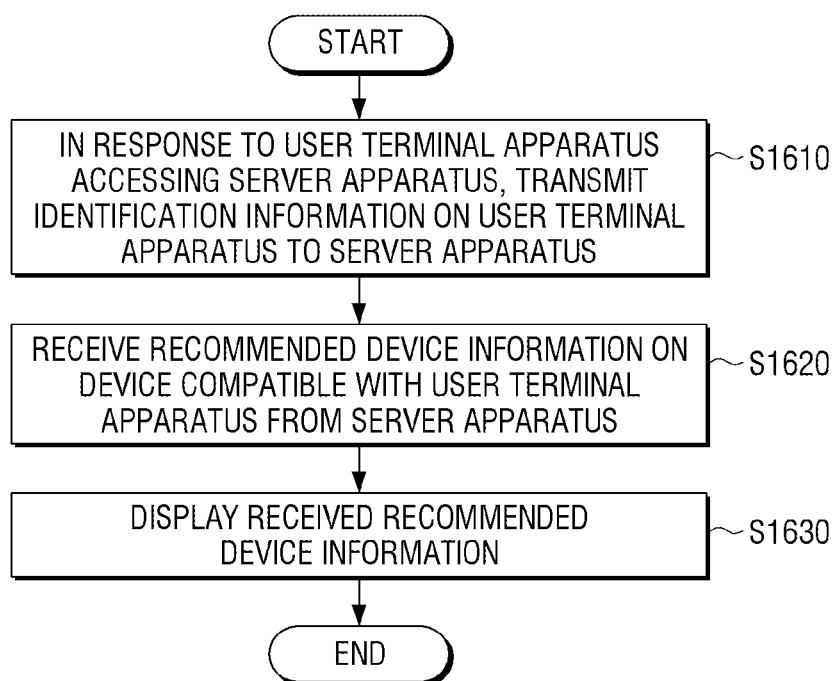 START
IN RESPONSE TO USER TERMINAL APPARATUS
ACCESSING SERVER APPARATUS, TRANSMIT
IDENTIFICATION INFORMATION ON USER TERMINAL
APPARATUS TO SERVER APPARATUS
S1610
RECEIVE RECOMMENDED DEVICE INFORMATION ON
DEVICE COMPATIBLE WITH USER TERMINAL
APPARATUS FROM SERVER APPARATUS
S1620
DISPLAY RECEIVED RECOMMENDED
DEVICE INFORMATION
S1630
END